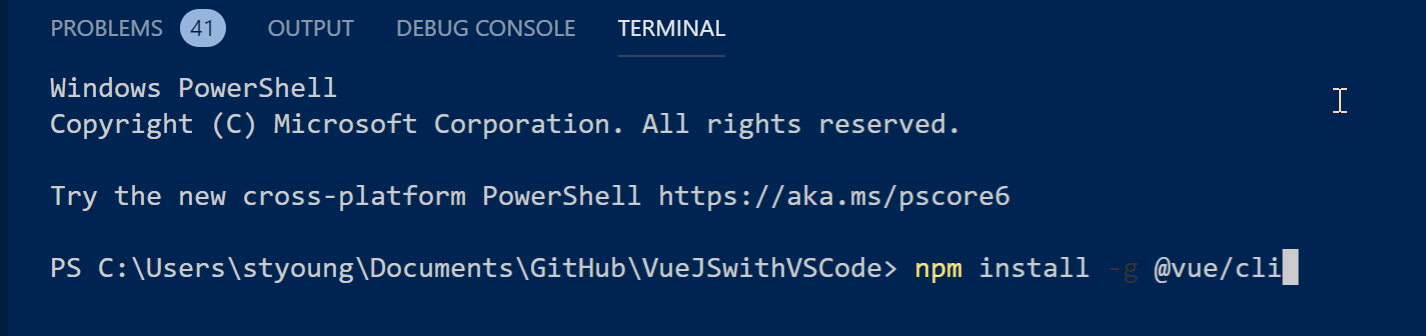 PROBLEMS 41 OUTPUT DEBUG CONSOLE TERMINAL
Windows PowerShell
Copyright (C) Microsoft Corporation. All rights reserved.
Try the new cross-platform PowerShell https://aka.ms/pscore6
PS C:\Users\styoung\Documents\GitHub\VueJSwithVSCode> npm install -g @vue/cli